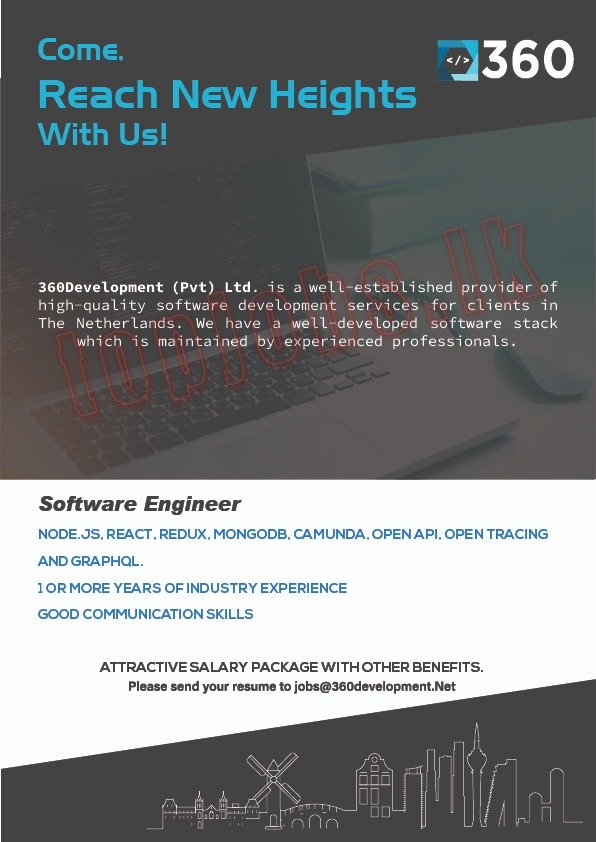 Come,
</>360
Reach New Heights
With Us!
360Development (Pvt) Ltd. is a well-established provider of
high-quality software development services for clients in
The Netherlands. We have a well-developed software stack
which is maintained by experienced professionals.
topjobs.lk
Software Engineer
NODE.JS, REACT, REDUX, MONGODB, CAMUNDA, OPEN API, OPEN TRACING
AND GRAPHQL.
1 OR MORE YEARS OF INDUSTRY EXPERIENCE
GOOD COMMUNICATION SKILLS
ATTRACTIVE SALARY PACKAGE WITH OTHER BENEFITS.
Please send your resume to jobs@360development.Net